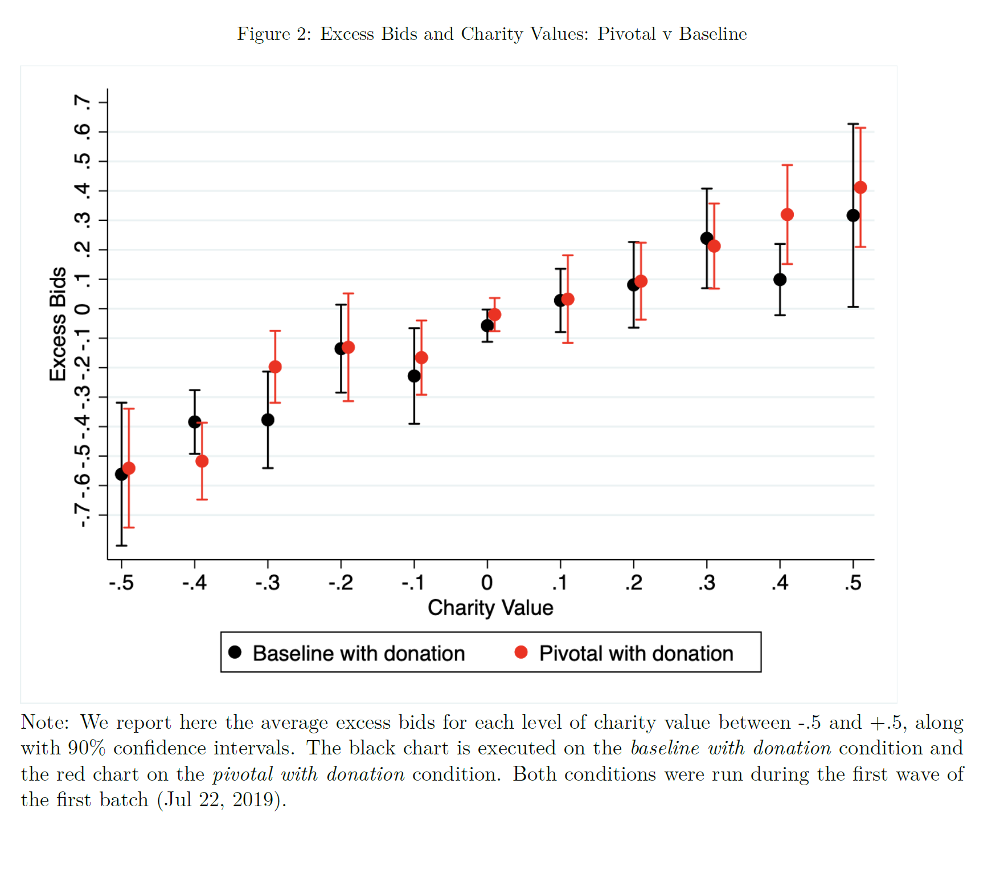 Figure 2: Excess Bids and Charity Values: Pivotal v Baseline
.7
.6
.5
.4
.3
.2
.1
0
-.1
-.2
-.3
-.4
-.5
-.6
-.7
Excess Bids
-.5 -.4 -.3 -.2 -.1 0 .1 .2 .3 .4 .5
Charity Value
Baseline with donation Pivotal with donation
Note: We report here the average excess bids for each level of charity value between -.5 and +.5, along
with 90% confidence intervals. The black chart is executed on the baseline with donation condition and
the red chart on the pivotal with donation condition. Both conditions were run during the first wave of
the first batch (Jul 22, 2019).